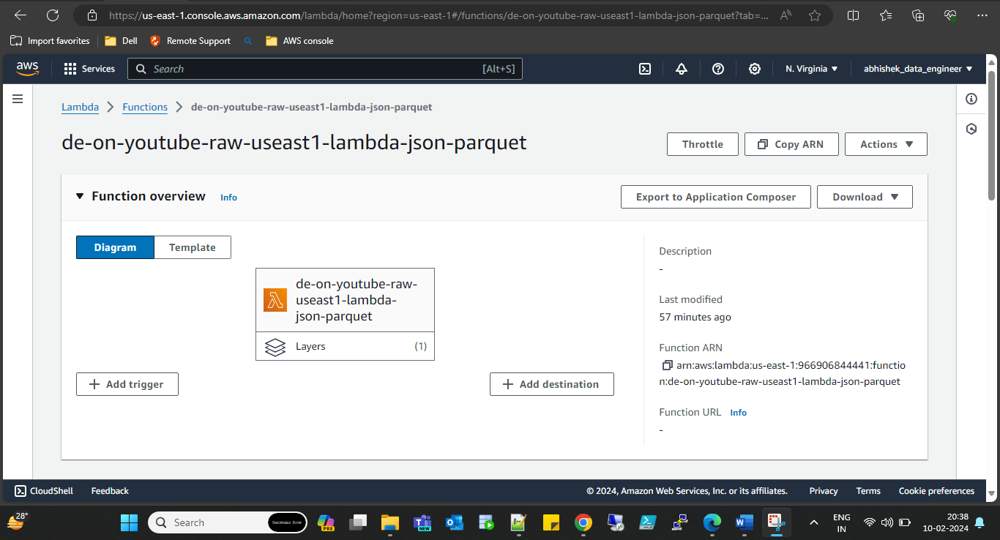 https://us-east-1.console.aws.amazon.com/lambda/home?region=us-east-1#/functions/de-on-youtube-raw-useast1-lambda-json-parquet?tab=...
Import favorites
Dell
Remote Support
AWS console
aws
Services
Search
[Alt+S]
N. Virginia
abhishek_data_engineer
Lambda
Functions
de-on-youtube-raw-useast1-lambda-json-parquet
de-on-youtube-raw-useast1-lambda-json-parquet
Throttle
Copy ARN
Actions
Function overview
Info
Export to Application Composer
Download
Diagram
Template
de-on-youtube-raw-
useast1-lambda-
json-parquet
Layers
(1)
Add trigger
Add destination
Description
-
Last modified
57 minutes ago
Function ARN
arn:aws:lambda:us-east-1:966906844441:functio
n:de-on-youtube-raw-useast1-lambda-json-parquet
Function URL
Info
-
CloudShell
Feedback
© 2024, Amazon Web Services, Inc. or its affiliates.
Privacy
Terms
Cookie preferences
28°
Search
Shoppers Stop
PRE
NEW
ENG
IN
20:38
10-02-2024